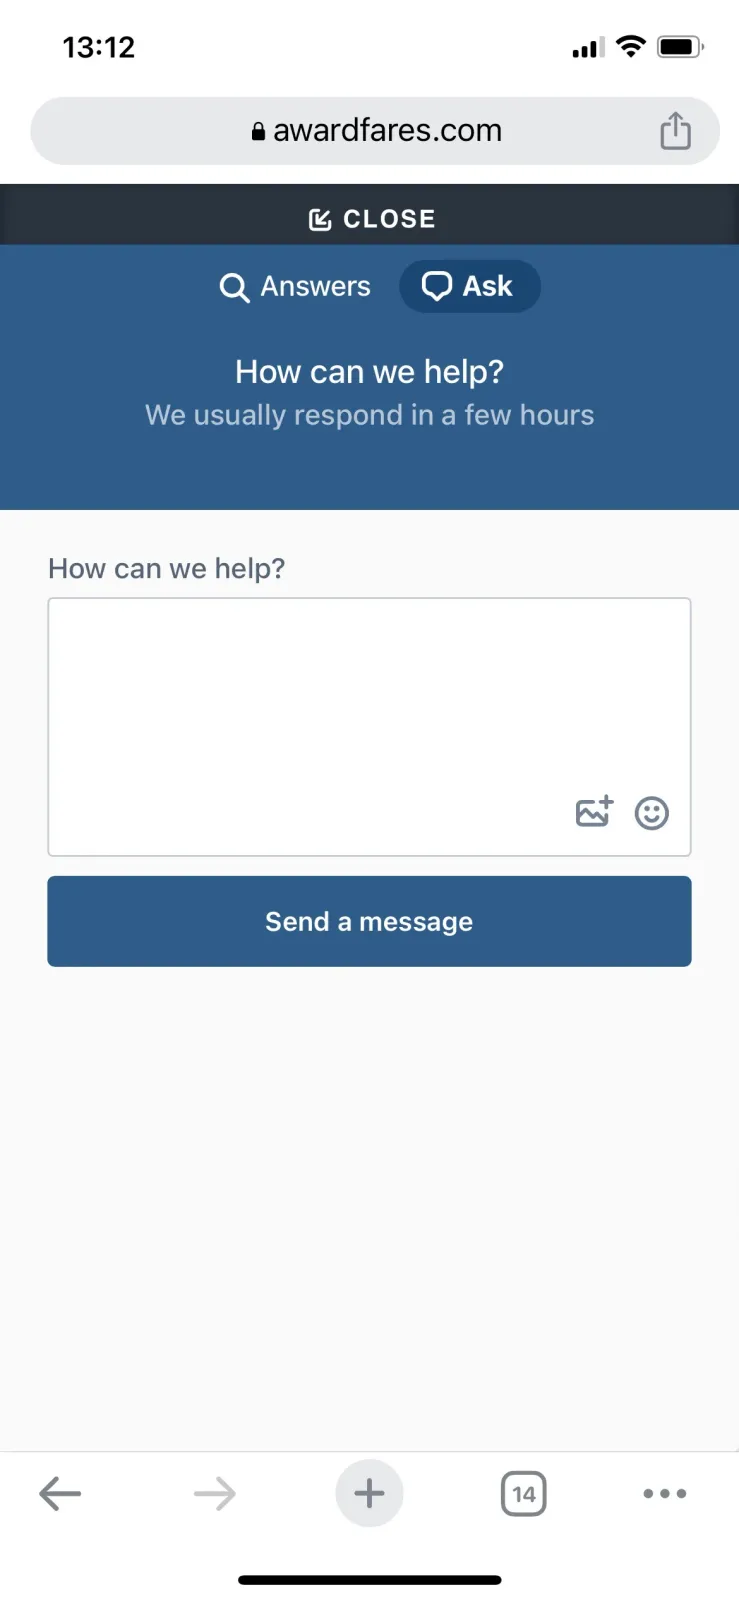 13:12
awardfares.com
CLOSE
Answers
Ask
How can we help?
We usually respond in a few hours
How can we help?
Send a message
14